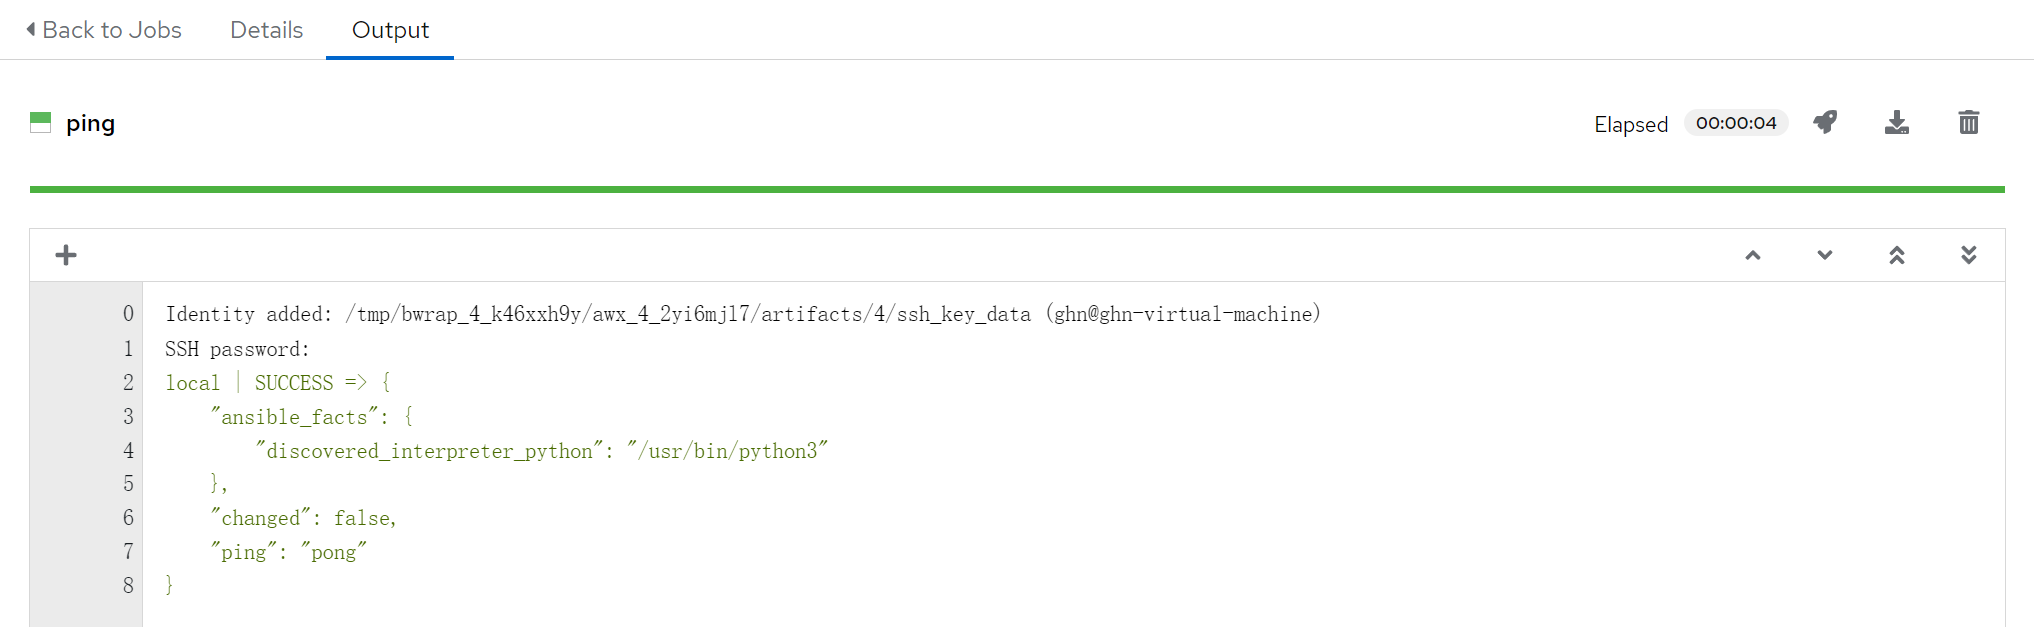 Back to Jobs Details Output
ping Elapsed 00:00:04
0 Identity added: /tmp/bwrap_4_k46xxh9y/awx_4_2yi6mjl7/artifacts/4/ssh_key_data (ghn@ghn-virtual-machine)
1 SSH password:
2 local | SUCCESS => {
3 "ansible_facts": {
4 "discovered_interpreter_python": "/usr/bin/python3"
5 },
6 "changed": false,
7 "ping": "pong"
8 }